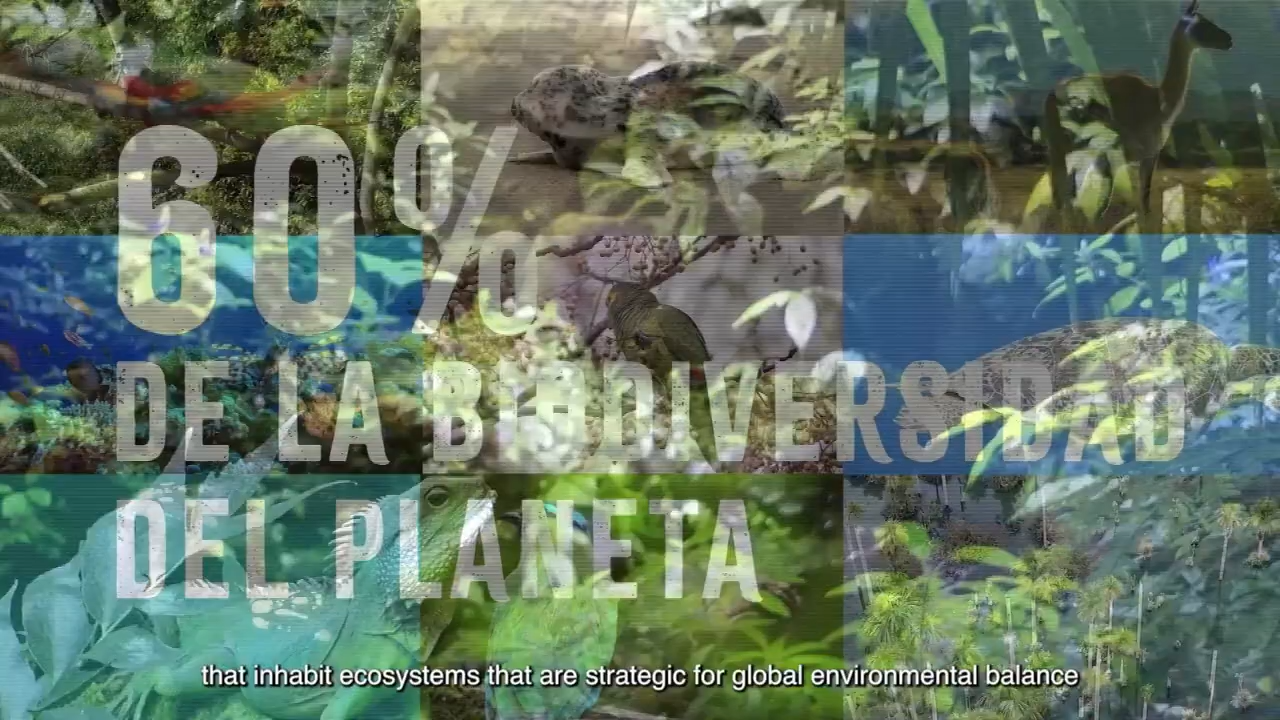 60%
DE LA BIODIVERSIDAD
DEL PLANETA
that inhabit ecosystems that are strategic for global environmental balance